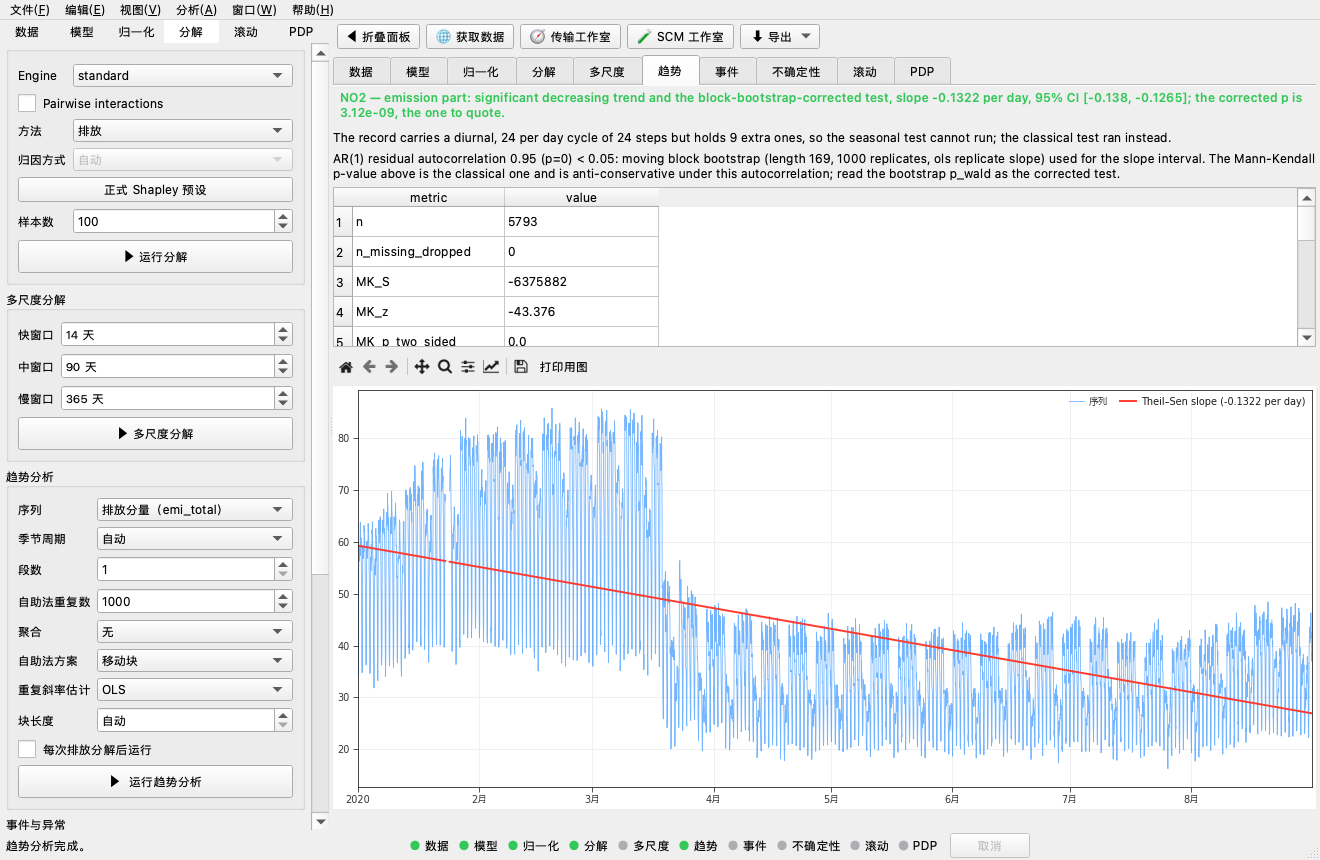 文件(F) 编辑(E) 视图(V) 分析(A) 窗口(W) 帮助(H)
数据 模型 归一化 分解 滚动 PDP
Engine standard
Pairwise interactions
方法 排放
归因方式 自动
正式 Shapley 预设
样本数 100
运行分解
多尺度分解
快窗口 14 天
中窗口 90 天
慢窗口 365 天
多尺度分解
趋势分析
序列 排放分量（emi_total）
季节周期 自动
段数 1
自助法重复数 1000
聚合 无
自助法方案 移动块
重复斜率估计 OLS
块长度 自动
每次排放分解后运行
运行趋势分析
事件与异常
折叠面板 获取数据 传输工作室 SCM 工作室 导出
数据 模型 归一化 分解 多尺度 趋势 事件 不确定性 滚动 PDP
NO2 — emission part: significant decreasing trend and the block-bootstrap-corrected test, slope -0.1322 per day, 95% CI [-0.138, -0.1265]; the corrected p is
3.12e-09, the one to quote.
The record carries a diurnal, 24 per day cycle of 24 steps but holds 9 extra ones, so the seasonal test cannot run; the classical test ran instead.
AR(1) residual autocorrelation 0.95 (p=0) < 0.05: moving block bootstrap (length 169, 1000 replicates, ols replicate slope) used for the slope interval. The Mann-Kendall
p-value above is the classical one and is anti-conservative under this autocorrelation; read the bootstrap p_wald as the corrected test.
metric value
1 n 5793
2 n_missing_dropped 0
3 MK_S -6375882
4 MK_z -43.376
5 MK_p_two_sided 0.0
打印用图
序列 Theil–Sen slope (-0.1322 per day)
80
70
60
50
40
30
20
2020 2月 3月 4月 5月 6月 7月 8月
趋势分析完成。 数据 模型 归一化 分解 多尺度 趋势 事件 不确定性 滚动 PDP 取消